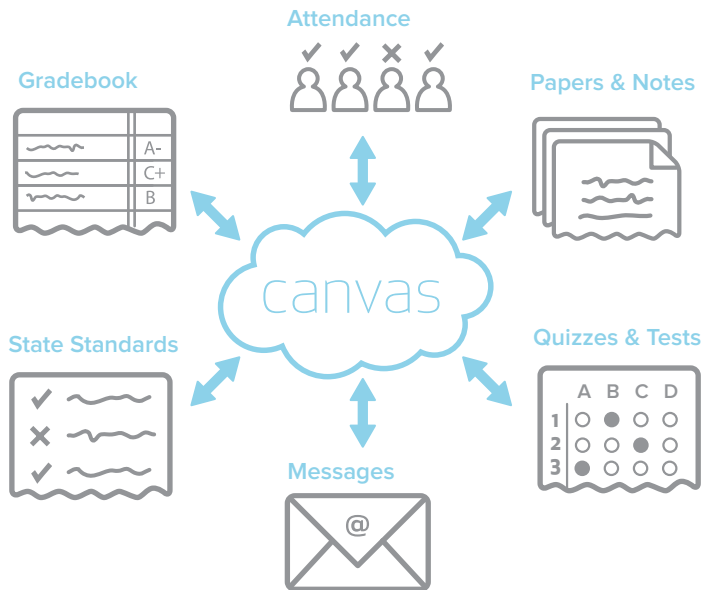 Attendance
Gradebook
A-
C+
B
Papers & Notes
canvas
State Standards
Quizzes & Tests
A B C D
1
2
3
Messages
@